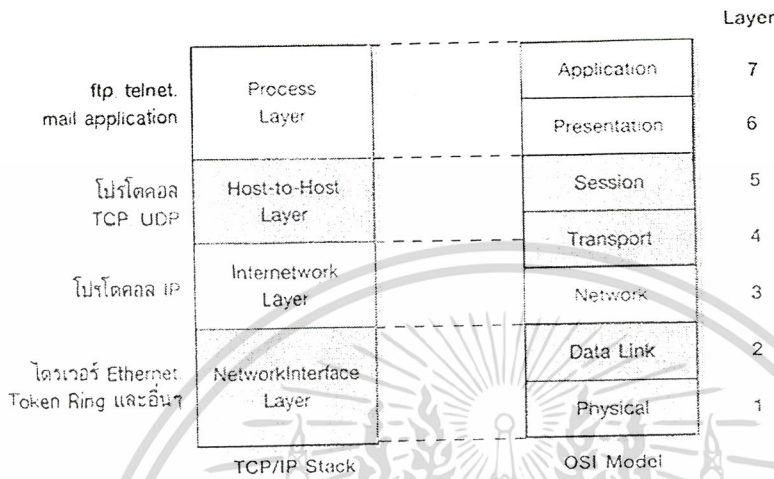 Layer
ftp. telnet.
mail application
Process
Layer
Application
7
Presentation
6
โปรโตคอล
TCP UDP
Host-to-Host
Layer
Session
5
Transport
4
โปรโตคอล IP
Internetwork
Layer
Network
3
ไดรเวอร์ Ethernet
Token Ring และอื่นๆ
NetworkInterface
Layer
Data Link
2
Physical
1
TCP/IP Stack
OSI Model